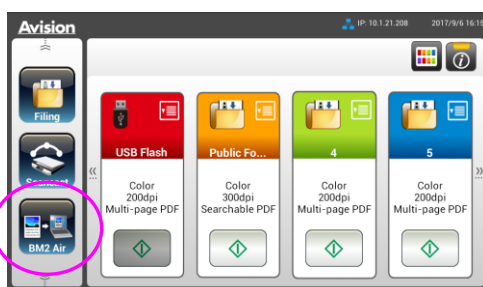 Avision
IP: 10.1.21.208 2017/9/6 16:15
Filing
Scancast
BM2 Air
USB Flash
Color
200dpi
Multi-page PDF
Public Fo...
Color
300dpi
Searchable PDF
4
Color
200dpi
Multi-page PDF
5
Color
200dpi
Multi-page PDF